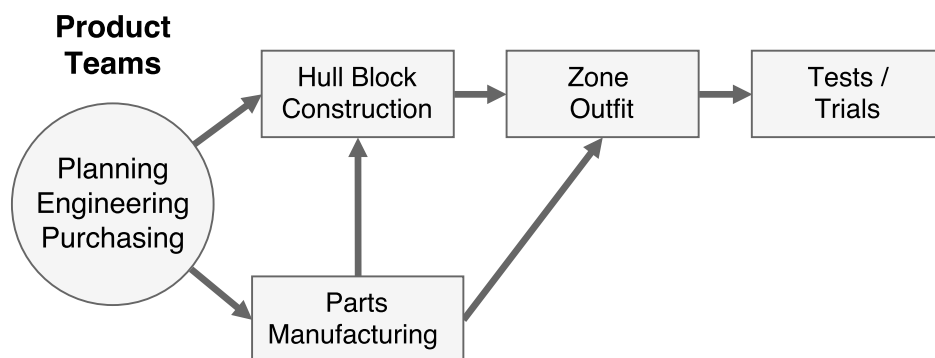 Product
Teams
Planning
Engineering
Purchasing
Hull Block
Construction
Zone
Outfit
Tests /
Trials
Parts
Manufacturing